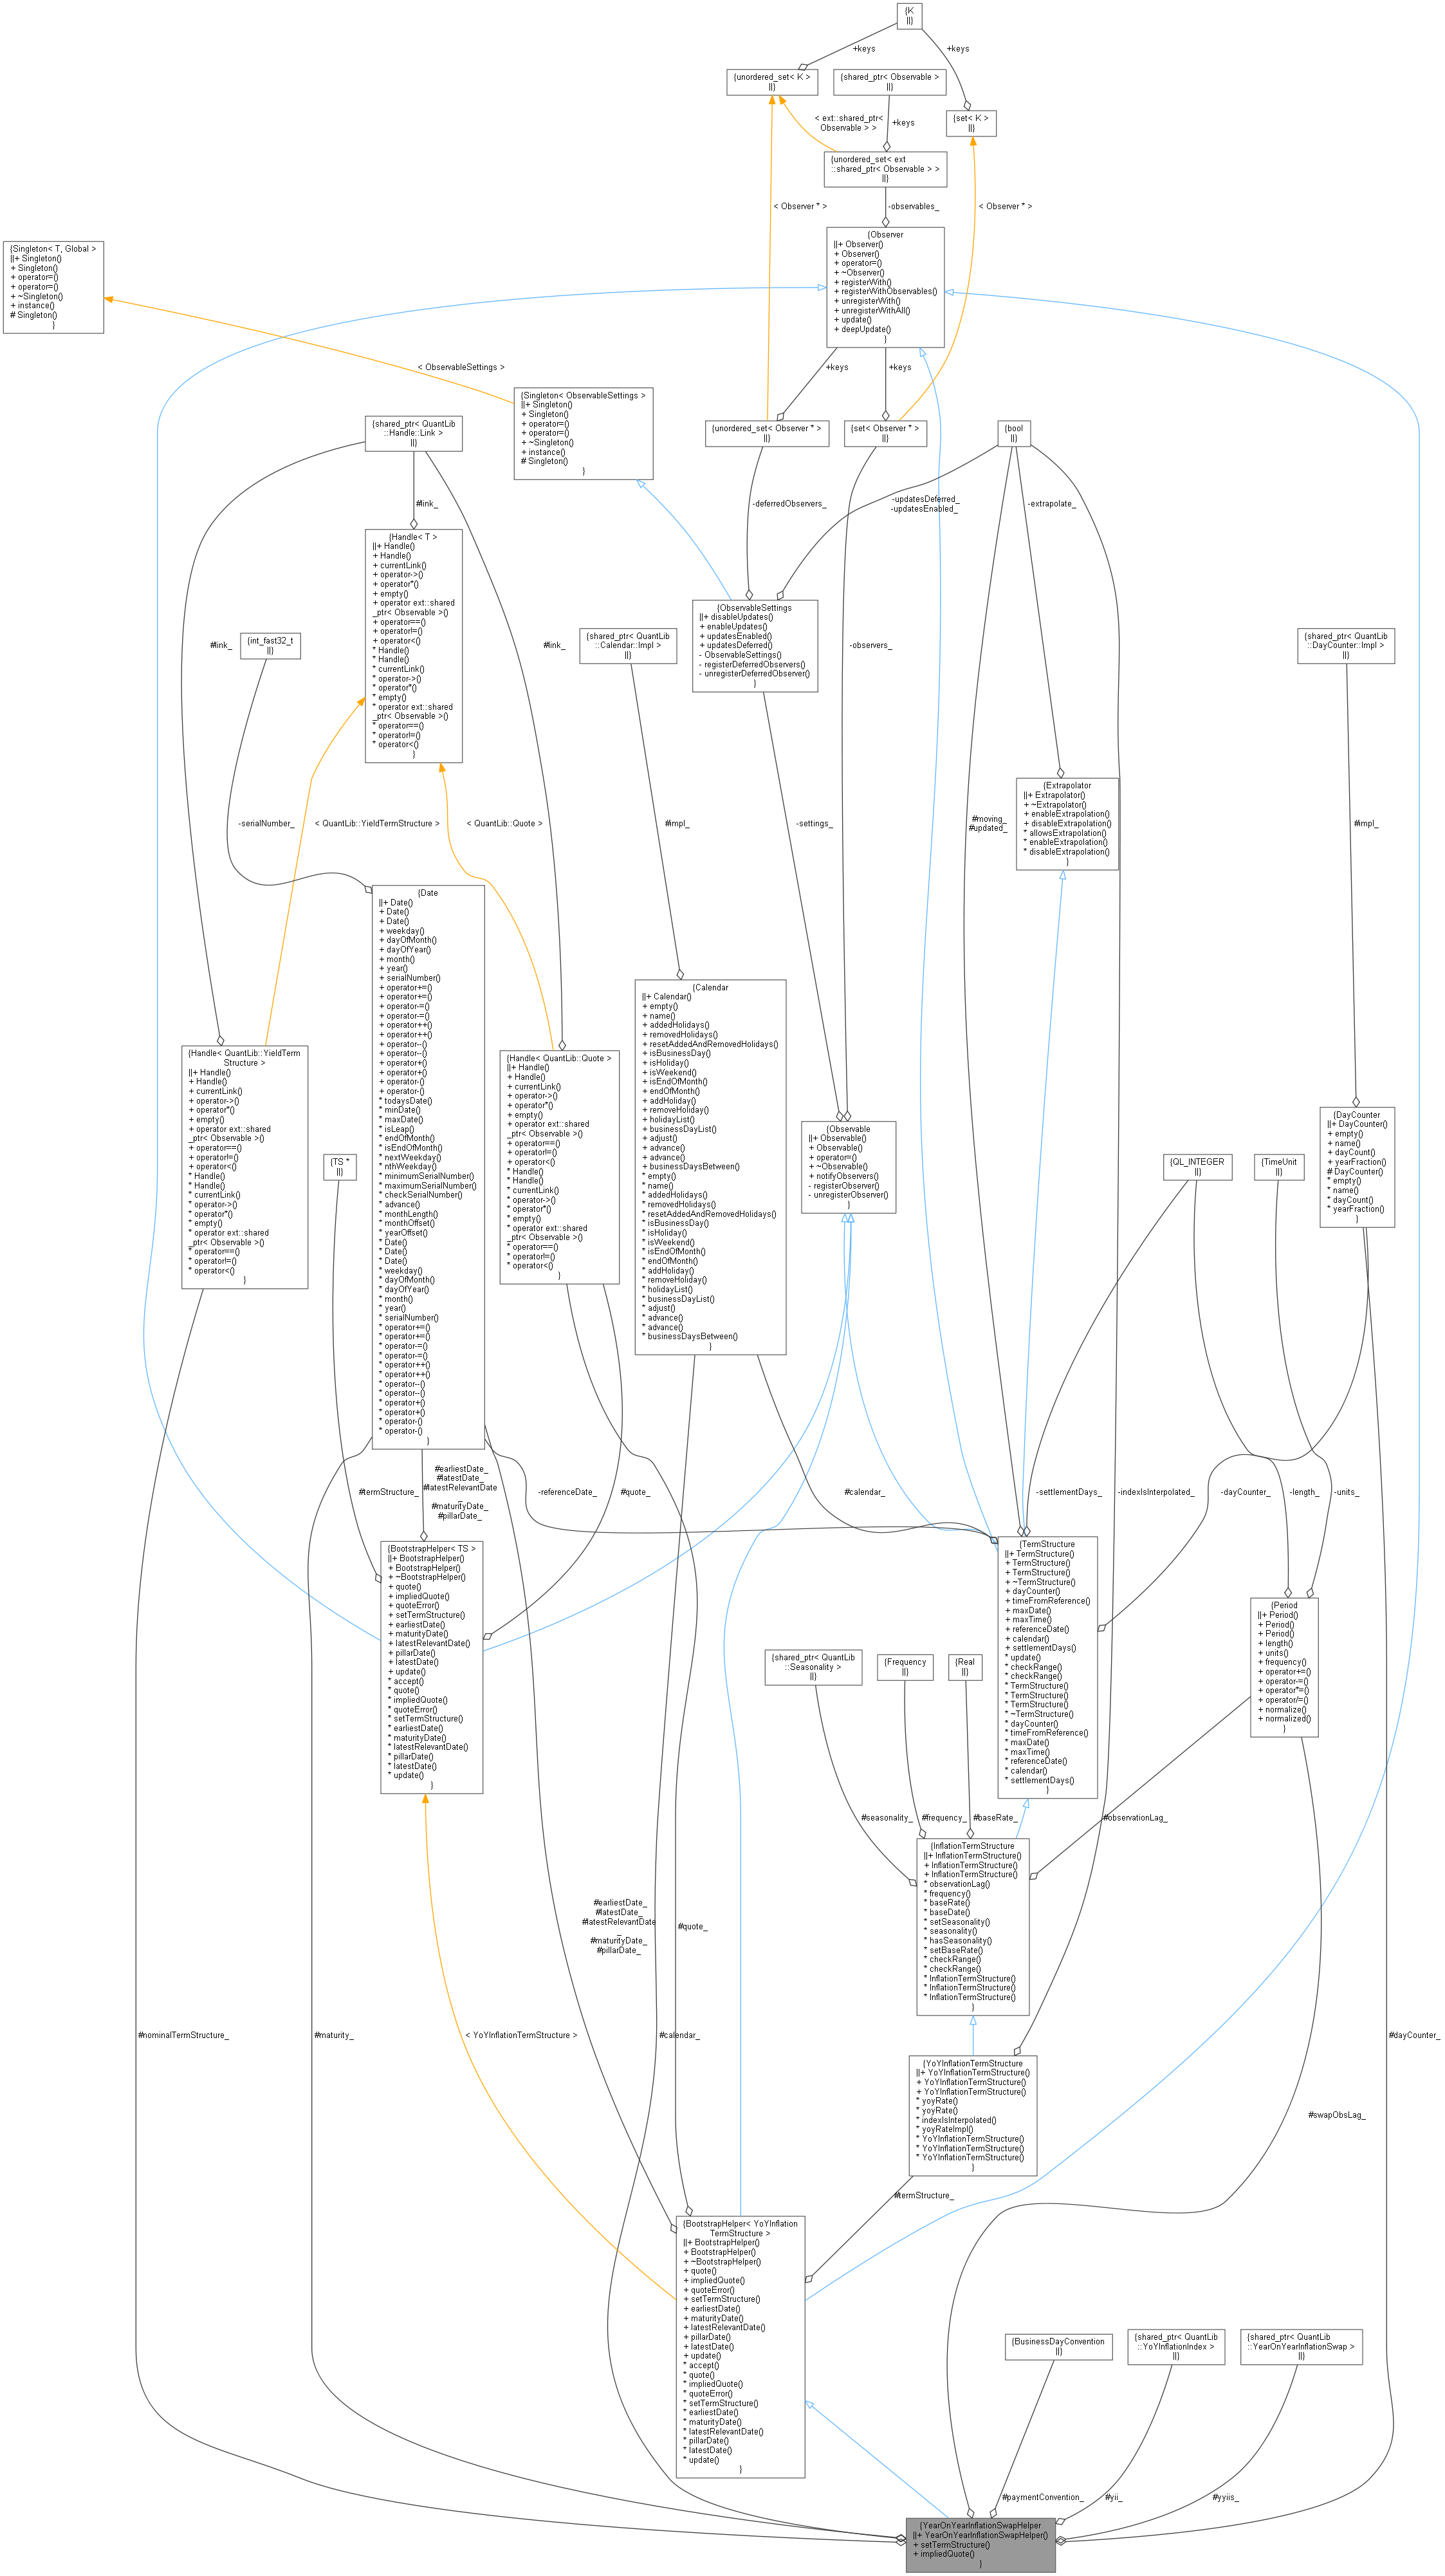 {K
||}
+keys
+keys
{unordered_set< K >
||}
{shared_ptr< Observable >
||}
{set< K >
||}
< ext::shared_ptr<
Observable > >
+keys
{unordered_set< ext
::shared_ptr< Observable > >
||}
< Observer * >
-observables_
< Observer * >
{Observer
||+ Observer()
+ Observer()
+ operator=()
+ ~Observer()
+ registerWith()
+ registerWithObservables()
+ unregisterWith()
+ unregisterWithAll()
+ update()
+ deepUpdate()
}
{Singleton< T, Global >
||+ Singleton()
+ Singleton()
+ operator=()
+ operator=()
+ ~Singleton()
+ instance()
# Singleton()
}
< ObservableSettings >
+keys
+keys
{Singleton< ObservableSettings >
||+ Singleton()
+ Singleton()
+ operator=()
+ operator=()
+ ~Singleton()
+ instance()
# Singleton()
}
{shared_ptr< QuantLib
::Handle::Link >
||}
{unordered_set< Observer * >
||}
{set< Observer * >
||}
{bool
||}
#link_
-deferredObservers_
-updatesDeferred_
-updatesEnabled_
-extrapolate_
{Handle< T >
||+ Handle()
+ Handle()
+ currentLink()
+ operator->()
+ operator*()
+ empty()
+ operator ext::shared
_ptr< Observable >()
+ operator==()
+ operator!=()
+ operator<()
* Handle()
* Handle()
* currentLink()
* operator->()
* operator*()
* empty()
* operator ext::shared
_ptr< Observable >()
* operator==()
* operator!=()
* operator<()
}
{ObservableSettings
||+ disableUpdates()
+ enableUpdates()
+ updatesEnabled()
+ updatesDeferred()
- ObservableSettings()
- registerDeferredObservers()
- unregisterDeferredObserver()
}
#link_
{int_fast32_t
||}
#link_
{shared_ptr< QuantLib
::Calendar::Impl >
||}
-observers_
{shared_ptr< QuantLib
::DayCounter::Impl >
||}
{Extrapolator
||+ Extrapolator()
+ ~Extrapolator()
+ enableExtrapolation()
+ disableExtrapolation()
* allowsExtrapolation()
* enableExtrapolation()
* disableExtrapolation()
}
-serialNumber_
< QuantLib::YieldTermStructure >
< QuantLib::Quote >
#impl_
-settings_
#moving_
#updated_
#impl_
{Date
||+ Date()
+ Date()
+ Date()
+ weekday()
+ dayOfMonth()
+ dayOfYear()
+ month()
+ year()
+ serialNumber()
+ operator+=()
+ operator+=()
+ operator-=()
+ operator-=()
+ operator++()
+ operator++()
+ operator--()
+ operator--()
+ operator+()
+ operator+()
+ operator-()
+ operator-()
* todaysDate()
* minDate()
* maxDate()
* isLeap()
* endOfMonth()
* isEndOfMonth()
* nextWeekday()
* nthWeekday()
* minimumSerialNumber()
* maximumSerialNumber()
* checkSerialNumber()
* advance()
* monthLength()
* monthOffset()
* yearOffset()
* Date()
* Date()
* Date()
* weekday()
* dayOfMonth()
* dayOfYear()
* month()
* year()
* serialNumber()
* operator+=()
* operator+=()
* operator-=()
* operator-=()
* operator++()
* operator++()
* operator--()
* operator--()
* operator+()
* operator+()
* operator-()
* operator-()
}
{Calendar
||+ Calendar()
+ empty()
+ name()
+ addedHolidays()
+ removedHolidays()
+ resetAddedAndRemovedHolidays()
+ isBusinessDay()
+ isHoliday()
+ isWeekend()
+ isEndOfMonth()
+ endOfMonth()
+ addHoliday()
+ removeHoliday()
+ holidayList()
+ businessDayList()
+ adjust()
+ advance()
+ advance()
+ businessDaysBetween()
* empty()
* name()
* addedHolidays()
* removedHolidays()
* resetAddedAndRemovedHolidays()
* isBusinessDay()
* isHoliday()
* isWeekend()
* isEndOfMonth()
* endOfMonth()
* addHoliday()
* removeHoliday()
* holidayList()
* businessDayList()
* adjust()
* advance()
* advance()
* businessDaysBetween()
}
{Handle< QuantLib::YieldTerm
Structure >
||+ Handle()
+ Handle()
+ currentLink()
+ operator->()
+ operator*()
+ empty()
+ operator ext::shared
_ptr< Observable >()
+ operator==()
+ operator!=()
+ operator<()
* Handle()
* Handle()
* currentLink()
* operator->()
* operator*()
* empty()
* operator ext::shared
_ptr< Observable >()
* operator==()
* operator!=()
* operator<()
}
{Handle< QuantLib::Quote >
||+ Handle()
+ Handle()
+ currentLink()
+ operator->()
+ operator*()
+ empty()
+ operator ext::shared
_ptr< Observable >()
+ operator==()
+ operator!=()
+ operator<()
* Handle()
* Handle()
* currentLink()
* operator->()
* operator*()
* empty()
* operator ext::shared
_ptr< Observable >()
* operator==()
* operator!=()
* operator<()
}
{Observable
||+ Observable()
+ Observable()
+ operator=()
+ ~Observable()
+ notifyObservers()
- registerObserver()
- unregisterObserver()
}
{DayCounter
||+ DayCounter()
+ empty()
+ name()
+ dayCount()
+ yearFraction()
# DayCounter()
* empty()
* name()
* dayCount()
* yearFraction()
}
{TS *
||}
{QL_INTEGER
||}
{TimeUnit
||}
#termStructure_
#earliestDate_
#latestDate_
#latestRelevantDate
_
#maturityDate_
#pillarDate_
-referenceDate_
#quote_
#calendar_
-settlementDays_
-indexIsInterpolated_
-dayCounter_
-length_
-units_
{BootstrapHelper< TS >
||+ BootstrapHelper()
+ BootstrapHelper()
+ ~BootstrapHelper()
+ quote()
+ impliedQuote()
+ quoteError()
+ setTermStructure()
+ earliestDate()
+ maturityDate()
+ latestRelevantDate()
+ pillarDate()
+ latestDate()
+ update()
* accept()
* quote()
* impliedQuote()
* quoteError()
* setTermStructure()
* earliestDate()
* maturityDate()
* latestRelevantDate()
* pillarDate()
* latestDate()
* update()
}
{TermStructure
||+ TermStructure()
+ TermStructure()
+ TermStructure()
+ ~TermStructure()
+ dayCounter()
+ timeFromReference()
+ maxDate()
+ maxTime()
+ referenceDate()
+ calendar()
+ settlementDays()
* update()
* checkRange()
* checkRange()
* TermStructure()
* TermStructure()
* TermStructure()
* ~TermStructure()
* dayCounter()
* timeFromReference()
* maxDate()
* maxTime()
* referenceDate()
* calendar()
* settlementDays()
}
{Period
||+ Period()
+ Period()
+ Period()
+ length()
+ units()
+ frequency()
+ operator+=()
+ operator-=()
+ operator*=()
+ operator/=()
+ normalize()
+ normalized()
}
{shared_ptr< QuantLib
::Seasonality >
||}
{Frequency
||}
{Real
||}
#seasonality_
#frequency_
#baseRate_
#observationLag_
{InflationTermStructure
||+ InflationTermStructure()
+ InflationTermStructure()
+ InflationTermStructure()
* observationLag()
* frequency()
* baseRate()
* baseDate()
* setSeasonality()
* seasonality()
* hasSeasonality()
* setBaseRate()
* checkRange()
* checkRange()
* InflationTermStructure()
* InflationTermStructure()
* InflationTermStructure()
}
#earliestDate_
#latestDate_
#latestRelevantDate
_
#maturityDate_
#pillarDate_
#quote_
#nominalTermStructure_
#maturity_
< YoYInflationTermStructure >
#calendar_
#dayCounter_
{YoYInflationTermStructure
||+ YoYInflationTermStructure()
+ YoYInflationTermStructure()
+ YoYInflationTermStructure()
* yoyRate()
* yoyRate()
* indexIsInterpolated()
* yoyRateImpl()
* YoYInflationTermStructure()
* YoYInflationTermStructure()
* YoYInflationTermStructure()
}
#swapObsLag_
#termStructure_
{BootstrapHelper< YoYInflation
TermStructure >
||+ BootstrapHelper()
+ BootstrapHelper()
+ ~BootstrapHelper()
+ quote()
+ impliedQuote()
+ quoteError()
+ setTermStructure()
+ earliestDate()
+ maturityDate()
+ latestRelevantDate()
+ pillarDate()
+ latestDate()
+ update()
* accept()
* quote()
* impliedQuote()
* quoteError()
* setTermStructure()
* earliestDate()
* maturityDate()
* latestRelevantDate()
* pillarDate()
* latestDate()
* update()
}
{BusinessDayConvention
||}
{shared_ptr< QuantLib
::YoYInflationIndex >
||}
{shared_ptr< QuantLib
::YearOnYearInflationSwap >
||}
#paymentConvention_
#yii_
#yyiis_
{YearOnYearInflationSwapHelper
||+ YearOnYearInflationSwapHelper()
+ setTermStructure()
+ impliedQuote()
}